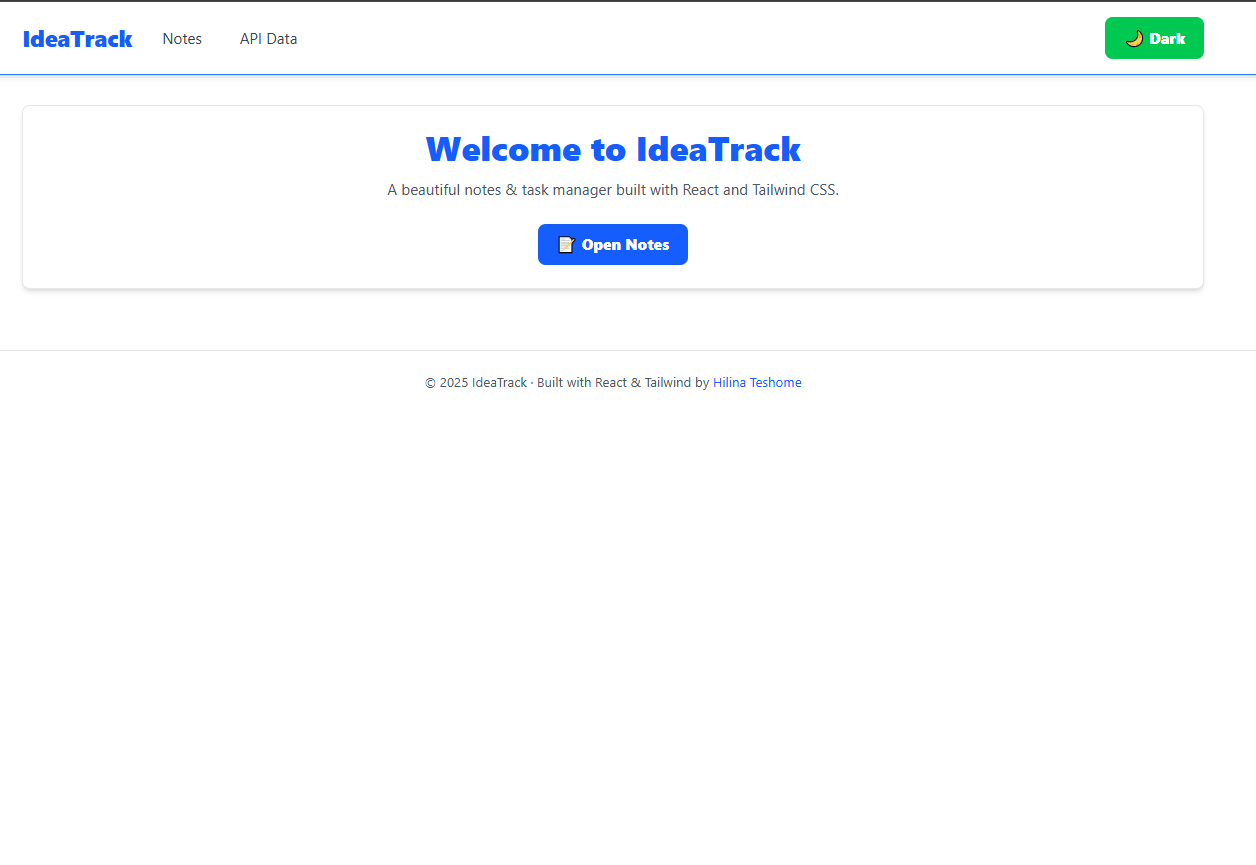 IdeaTrack Notes API Data 🌙 Dark
Welcome to IdeaTrack
A beautiful notes & task manager built with React and Tailwind CSS.
📝 Open Notes
© 2025 IdeaTrack · Built with React & Tailwind by Hilina Teshome